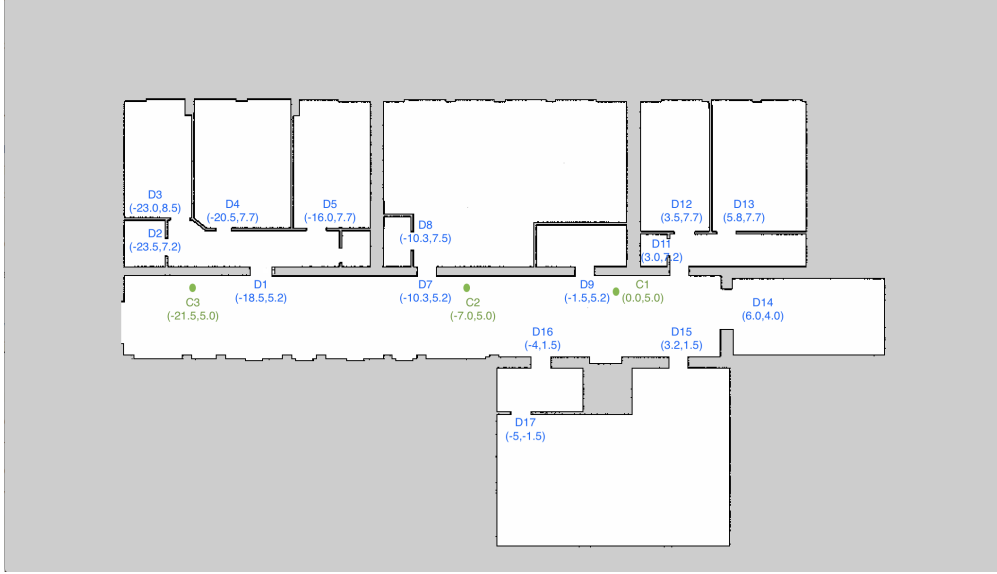 D3
(-23.0,8.5)
D4
(-20.5,7.7)
D5
(-16.0,7.7)
D12
(3.5,7.7)
D13
(5.8,7.7)
D2
(-23.5,7.2)
D8
(-10.3,7.5)
D11
(3.0,7.2)
D1
(-18.5,5.2)
D7
(-10.3,5.2)
D9
(-1.5,5.2)
C1
(0.0,5.0)
C3
(-21.5,5.0)
C2
(-7.0,5.0)
D14
(6.0,4.0)
D16
(-4,1.5)
D15
(3.2,1.5)
D17
(-5,-1.5)